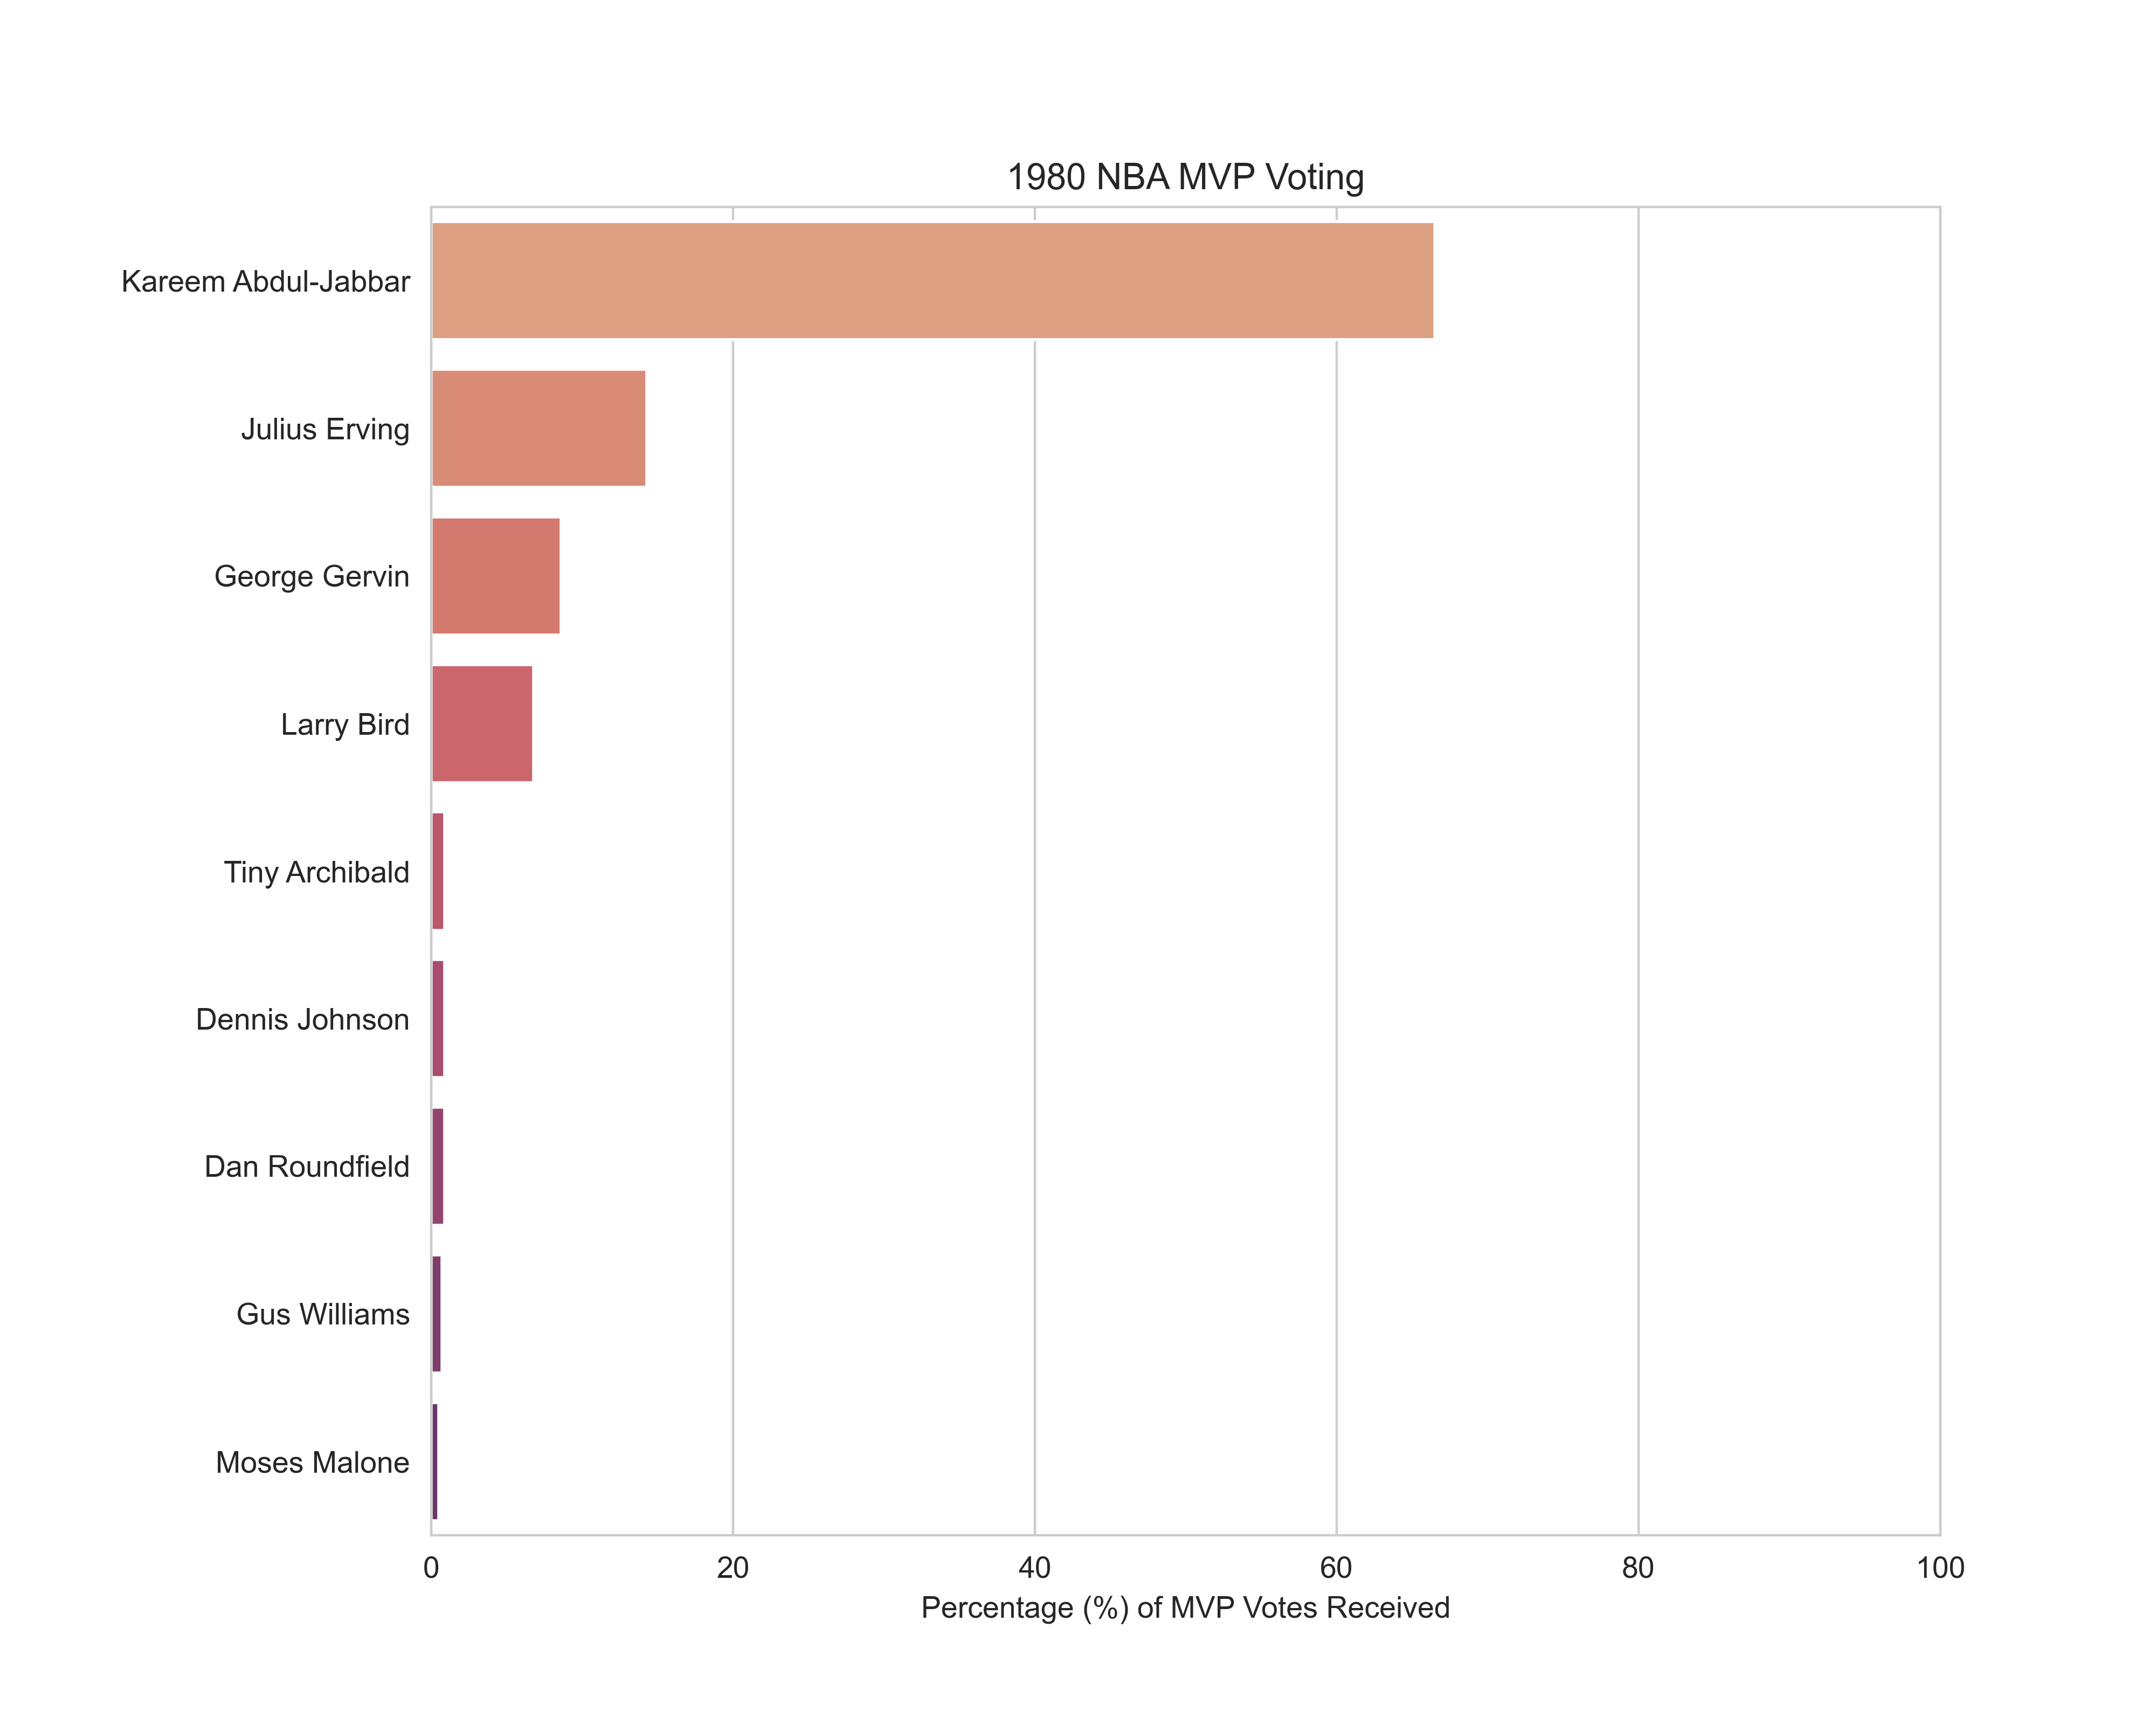 1980 NBA MVP Voting
Kareem Abdul-Jabbar
Julius Erving
George Gervin
Larry Bird
Tiny Archibald
Dennis Johnson
Dan Roundfield
Gus Williams
Moses Malone
0 20 40 60 80 100
Percentage (%) of MVP Votes Received